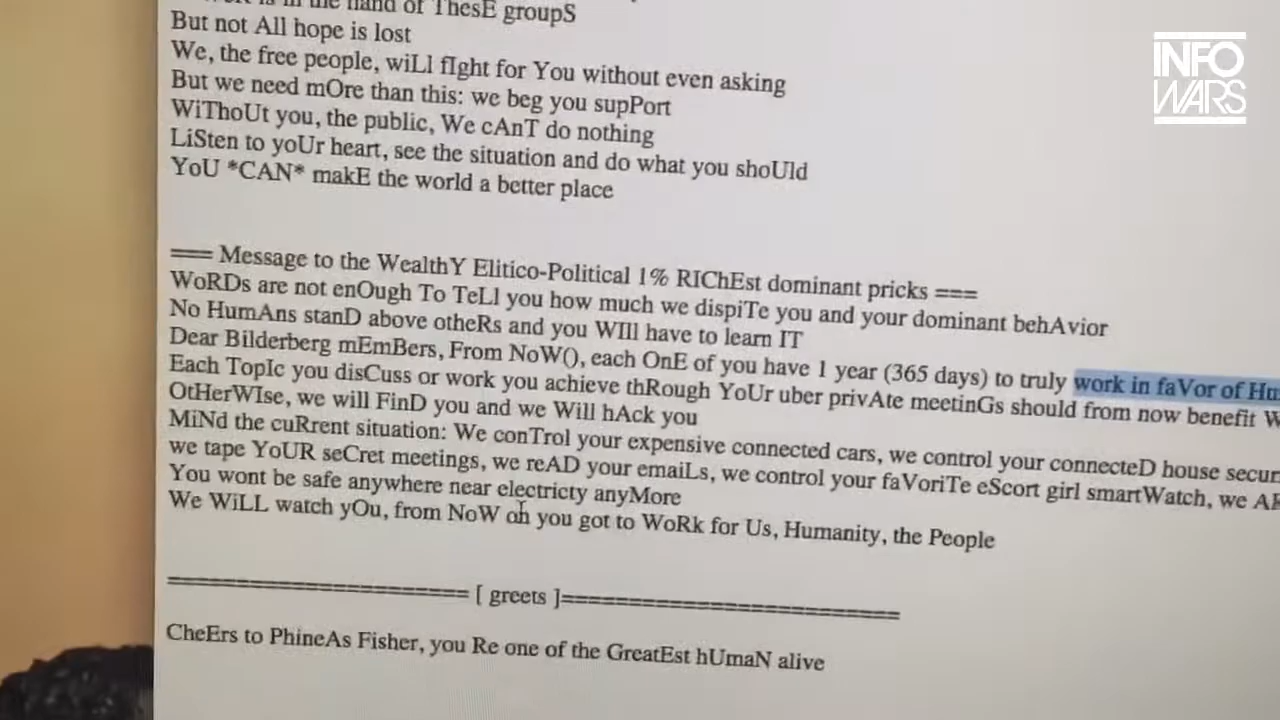 in the hand of ThesE groupS
But not All hope is lost
We, the free people, wiLl fIght for You without even asking
But we need mOre than this: we beg you supPort
WiThoUt you, the public, We cAnT do nothing
LiSten to yoUr heart, see the situation and do what you shoUld
YoU *CAN* makE the world a better place
=== Message to the WealthY Elitico-Political 1% RIChEst dominant pricks ===
WoRDs are not enOugh To TeLl you how much we dispiTe you and your dominant behAvior
No HumAns stanD above otheRs and you WIll have to learn IT
Dear Bilderberg mEmBers, From NoW(), each OnE of you have 1 year (365 days) to truly work in faVor of Hu
Each TopIc you disCuss or work you achieve thRough YoUr uber privAte meetinGs should from now benefit W
OtHerWIse, we will FinD you and we Will hAck you
MiNd the cuRrent situation: We conTrol your expensive connected cars, we control your connecteD house secur
we tape YoUR seCret meetings, we reAD your emaiLs, we control your faVoriTe eScort girl smartWatch, we
You wont be safe anywhere near electricty anyMore
We WiLL watch yOu, from NoW on you got to WoRk for Us, Humanity, the People
===================== [ greets ]========================
CheErs to PhineAs Fisher, you Re one of the GreatEst hUmaN alive
INFO
WARS